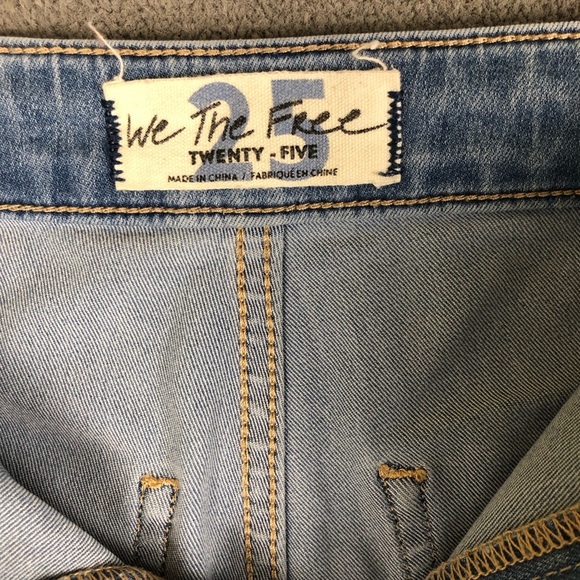 25
We The Free
TWENTY - FIVE
MADE IN CHINA / FABRIQUÉ EN CHINE